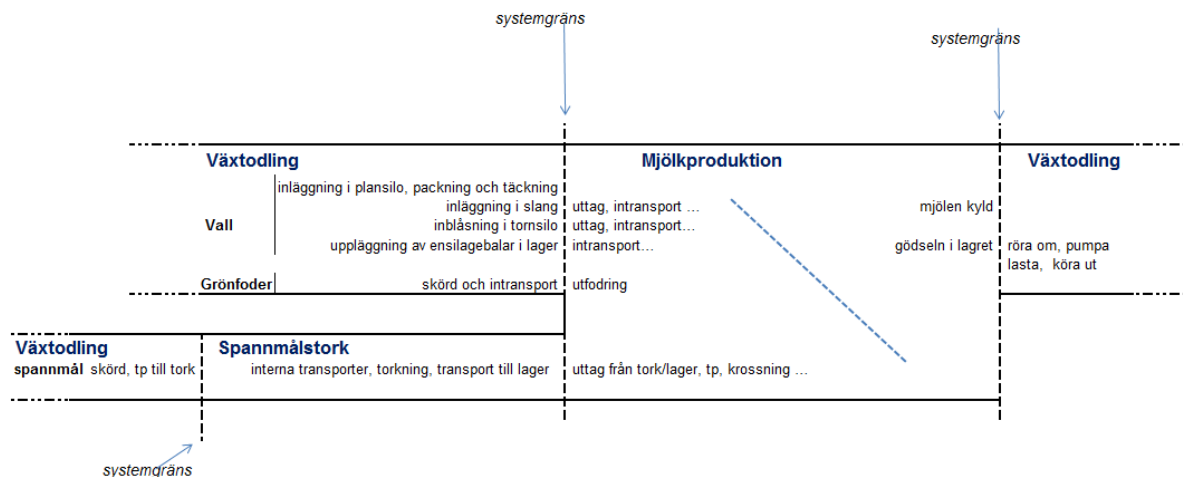 systemgräns
systemgräns
Växtodling Mjölkproduktion Växtodling
inläggning i plansilo, packning och täckning
inläggning i slang uttag, intransport … mjölen kyld
Vall inblåsning i tornsilo uttag, intransport...
uppläggning av ensilagebalar i lager intransport... gödseln i lagret röra om, pumpa
lasta, köra ut
Grönfoder skörd och intransport utfodring
Växtodling Spannmålstork
spannmål skörd, tp till tork interna transporter, torkning, transport till lager uttag från tork/lager, tp, krossning …
systemgräns